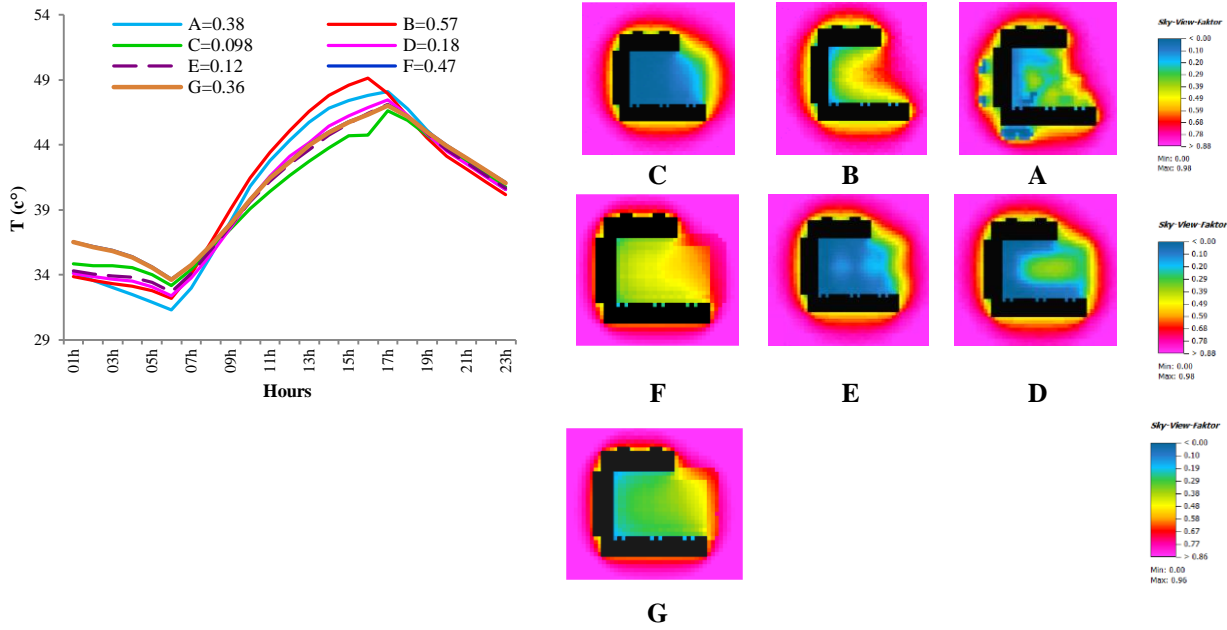 54
49
44
39
34
29
T (c°)
A=0.38
B=0.57
C=0.098
D=0.18
E=0.12
F=0.47
G=0.36
01h
03h
05h
07h
09h
11h
13h
15h
17h
19h
21h
23h
Hours
C
B
A
Sky-View-Faktor
< 0.00
0.10
0.29
0.39
0.49
0.59
0.68
0.78
> 0.88
Min: 0.00
Max: 0.98
F
E
D
Sky-View-Faktor
< 0.00
0.10
0.29
0.39
0.49
0.59
0.68
0.78
> 0.88
Min: 0.00
Max: 0.98
G
Sky-View-Faktor
< 0.00
0.10
0.29
0.38
0.48
0.58
0.67
0.77
> 0.86
Min: 0.00
Max: 0.96